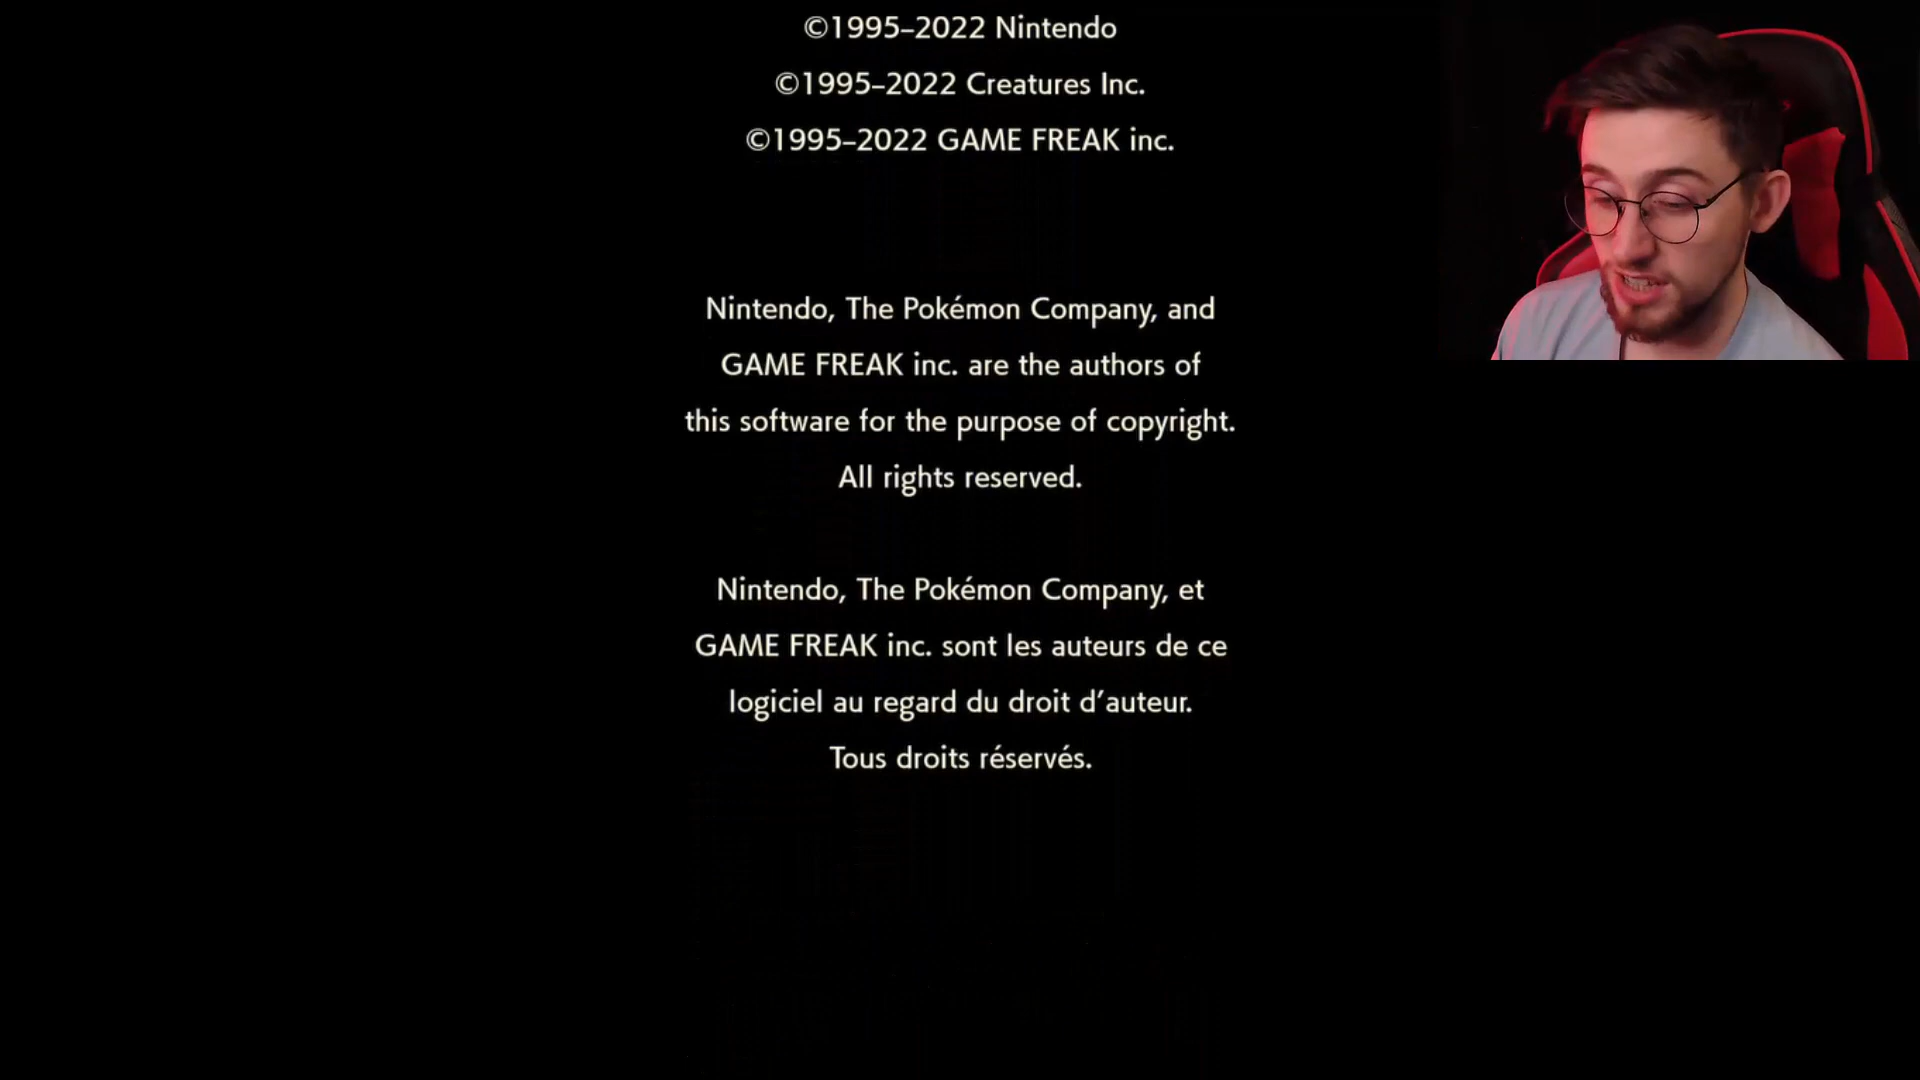 ©1995–2022 Nintendo
©1995–2022 Creatures Inc.
©1995–2022 GAME FREAK inc.
Nintendo, The Pokémon Company, and
GAME FREAK inc. are the authors of
this software for the purpose of copyright.
All rights reserved.
Nintendo, The Pokémon Company, et
GAME FREAK inc. sont les auteurs de ce
logiciel au regard du droit d’auteur.
Tous droits réservés.